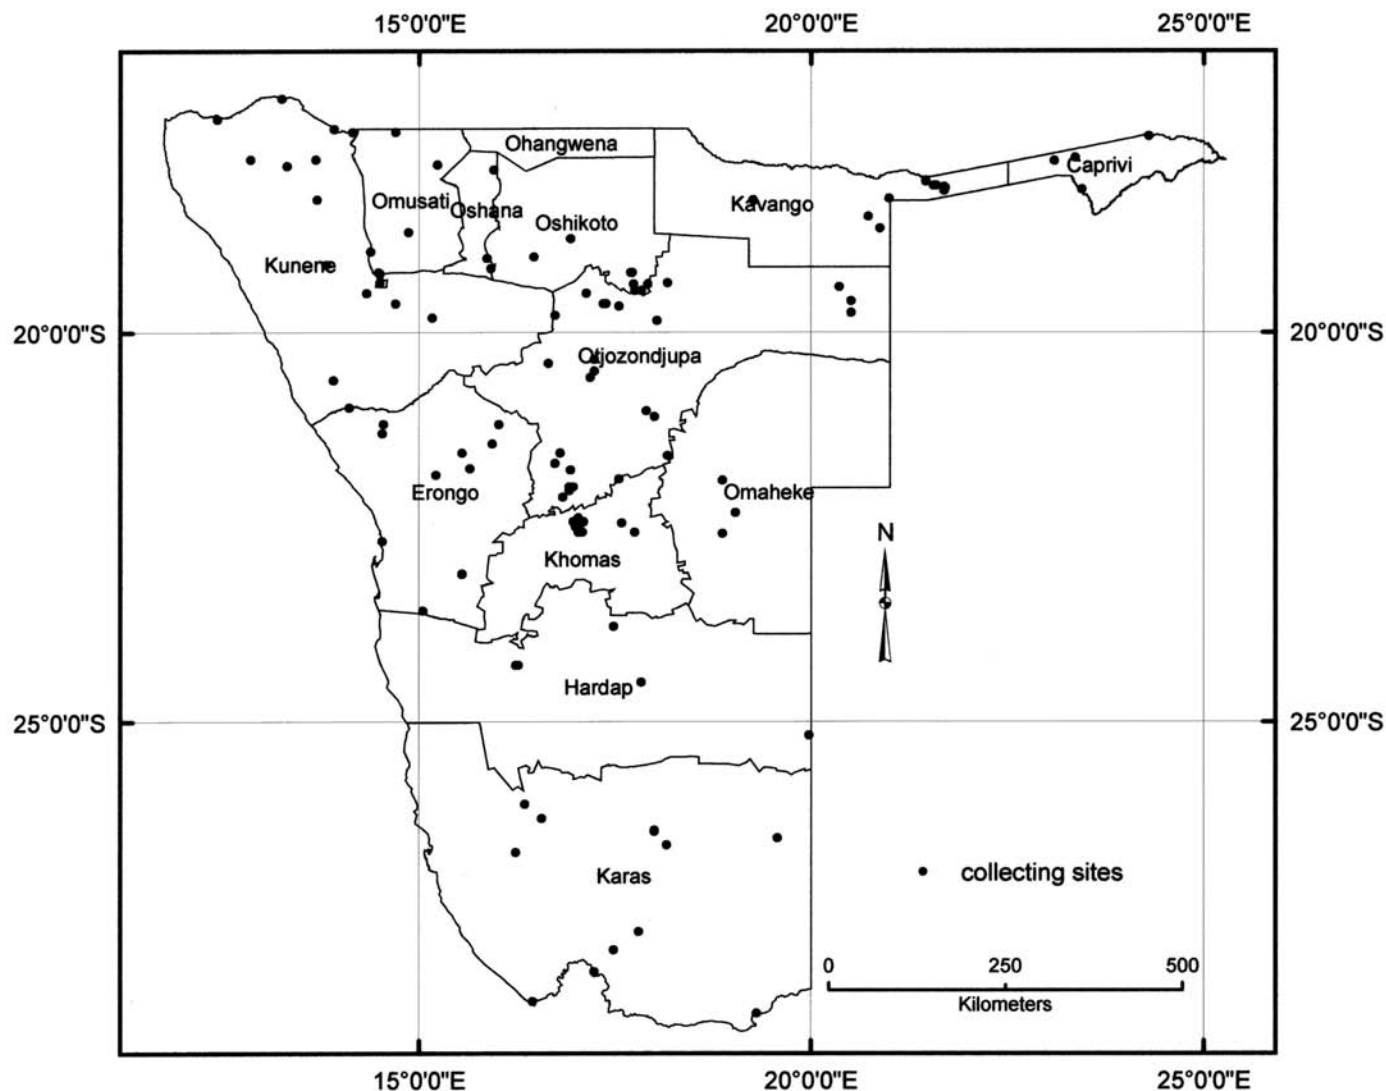 15°0'0"E 20°0'0"E 25°0'0"E
Ohangwena
Caprivi
Omusati
Oshana
Kavango
Oshikoto
Kunene
20°0'0"S 20°0'0"S
Otjozondjupa
Erongo
Omaheke
N
Khomas
Hardap
25°0'0"S 25°0'0"S
Karas
collecting sites
0 250 500
Kilometers
15°0'0"E 20°0'0"E 25°0'0"E